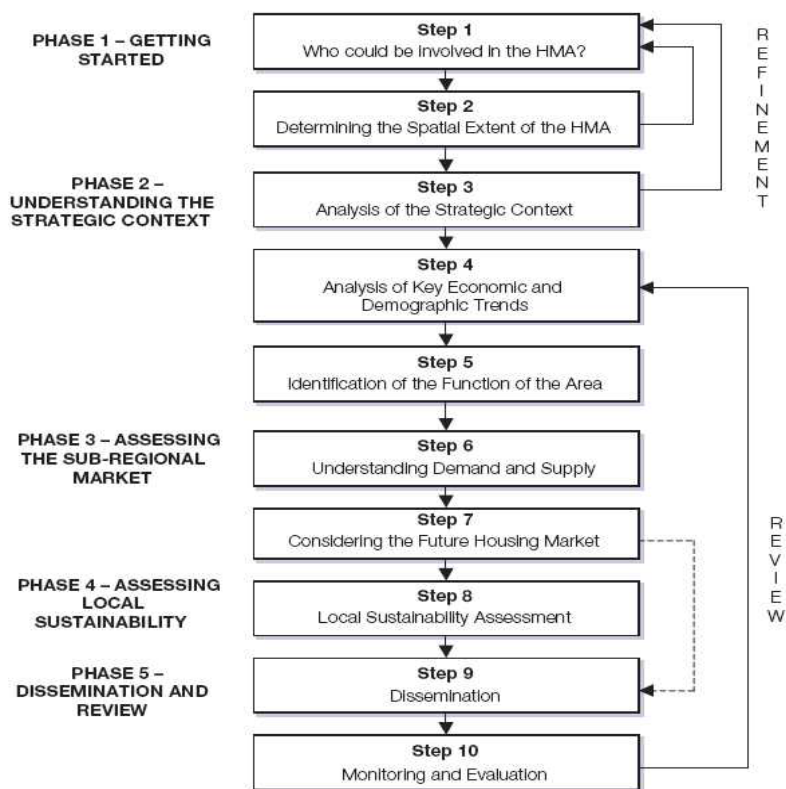 PHASE 1 – GETTING
STARTED
Step 1
Who could be involved in the HMA?
Step 2
Determining the Spatial Extent of the HMA
REFINEMENT
PHASE 2 –
UNDERSTANDING THE
STRATEGIC CONTEXT
Step 3
Analysis of the Strategic Context
Step 4
Analysis of Key Economic and
Demographic Trends
Step 5
Identification of the Function of the Area
PHASE 3 – ASSESSING
THE SUB-REGIONAL
MARKET
Step 6
Understanding Demand and Supply
Step 7
Considering the Future Housing Market
REVIEW
PHASE 4 – ASSESSING
LOCAL
SUSTAINABILITY
Step 8
Local Sustainability Assessment
PHASE 5 –
DISSEMINATION AND
REVIEW
Step 9
Dissemination
Step 10
Monitoring and Evaluation